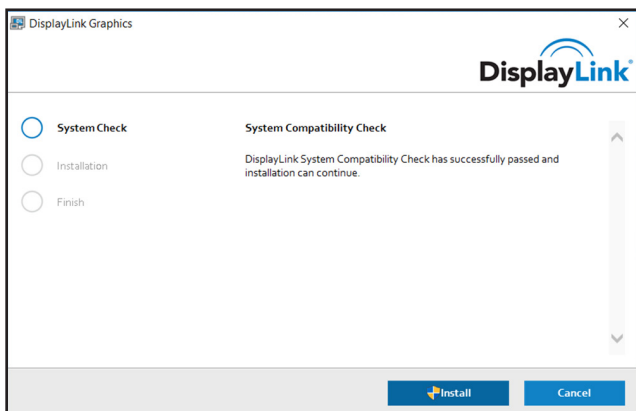 DisplayLink Graphics
DisplayLink®
System Check
System Compatibility Check
DisplayLink System Compatibility Check has successfully passed and
installation can continue.
Installation
Finish
Install
Cancel